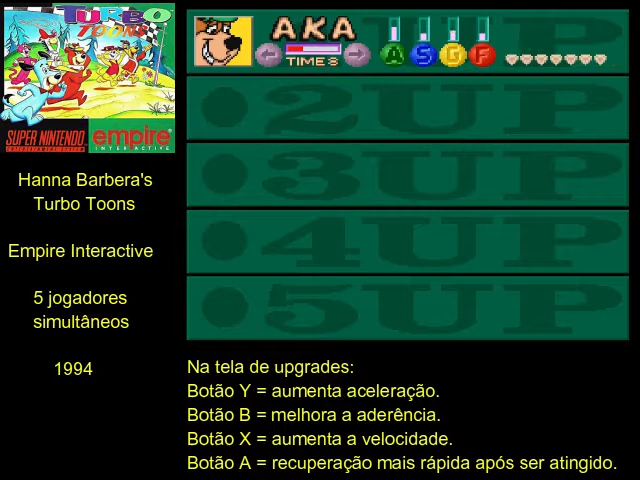 TURBO
TOONS
SUPER NINTENDO
ENTERTAINMENT SYSTEM
empire
INTERACTIVE
Hanna Barbera's
Turbo Toons
Empire Interactive
5 jogadores
simultâneos
1994
AKA
TIMES
A S G F
2UP
3UP
4UP
5UP
Na tela de upgrades:
Botão Y = aumenta aceleração.
Botão B = melhora a aderência.
Botão X = aumenta a velocidade.
Botão A = recuperação mais rápida após ser atingido.